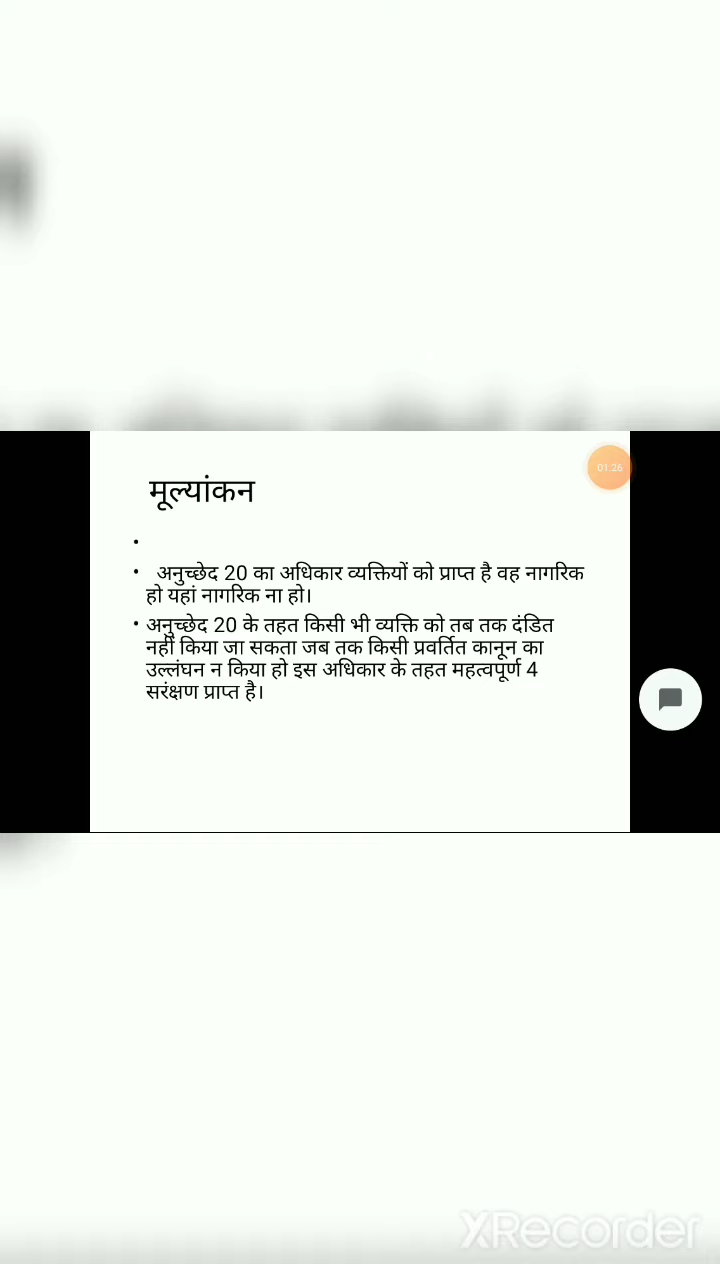 मूल्यांकन
01:26
•
• अनुच्छेद 20 का अधिकार व्यक्तियों को प्राप्त है वह नागरिक
हो यहां नागरिक ना हो।
• अनुच्छेद 20 के तहत किसी भी व्यक्ति को तब तक दंडित
नहीं किया जा सकता जब तक किसी प्रवर्तित कानून का
उल्लंघन न किया हो इस अधिकार के तहत महत्वपूर्ण 4
सरंक्षण प्राप्त है।
XRecorder